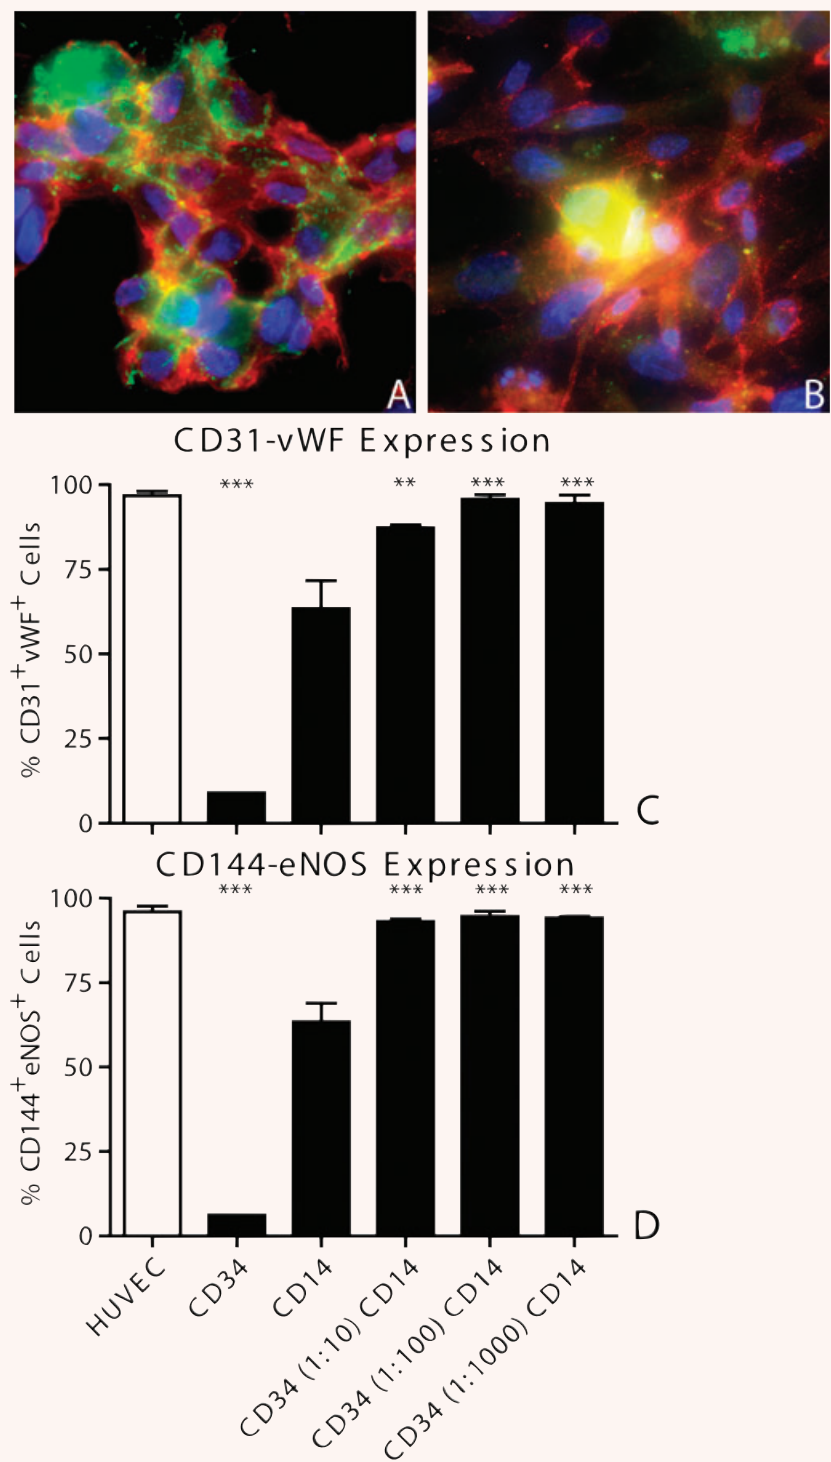 A
B
CD31-vWF Expression
% CD31+vWF+ Cells
100
75
50
25
0
***
**
***
***
C
CD144-eNOS Expression
% CD144+eNOS+ Cells
100
75
50
25
0
***
***
***
***
D
HUVEC
CD34
CD14
CD34 (1:10) CD14
CD34 (1:100) CD14
CD34 (1:1000) CD14